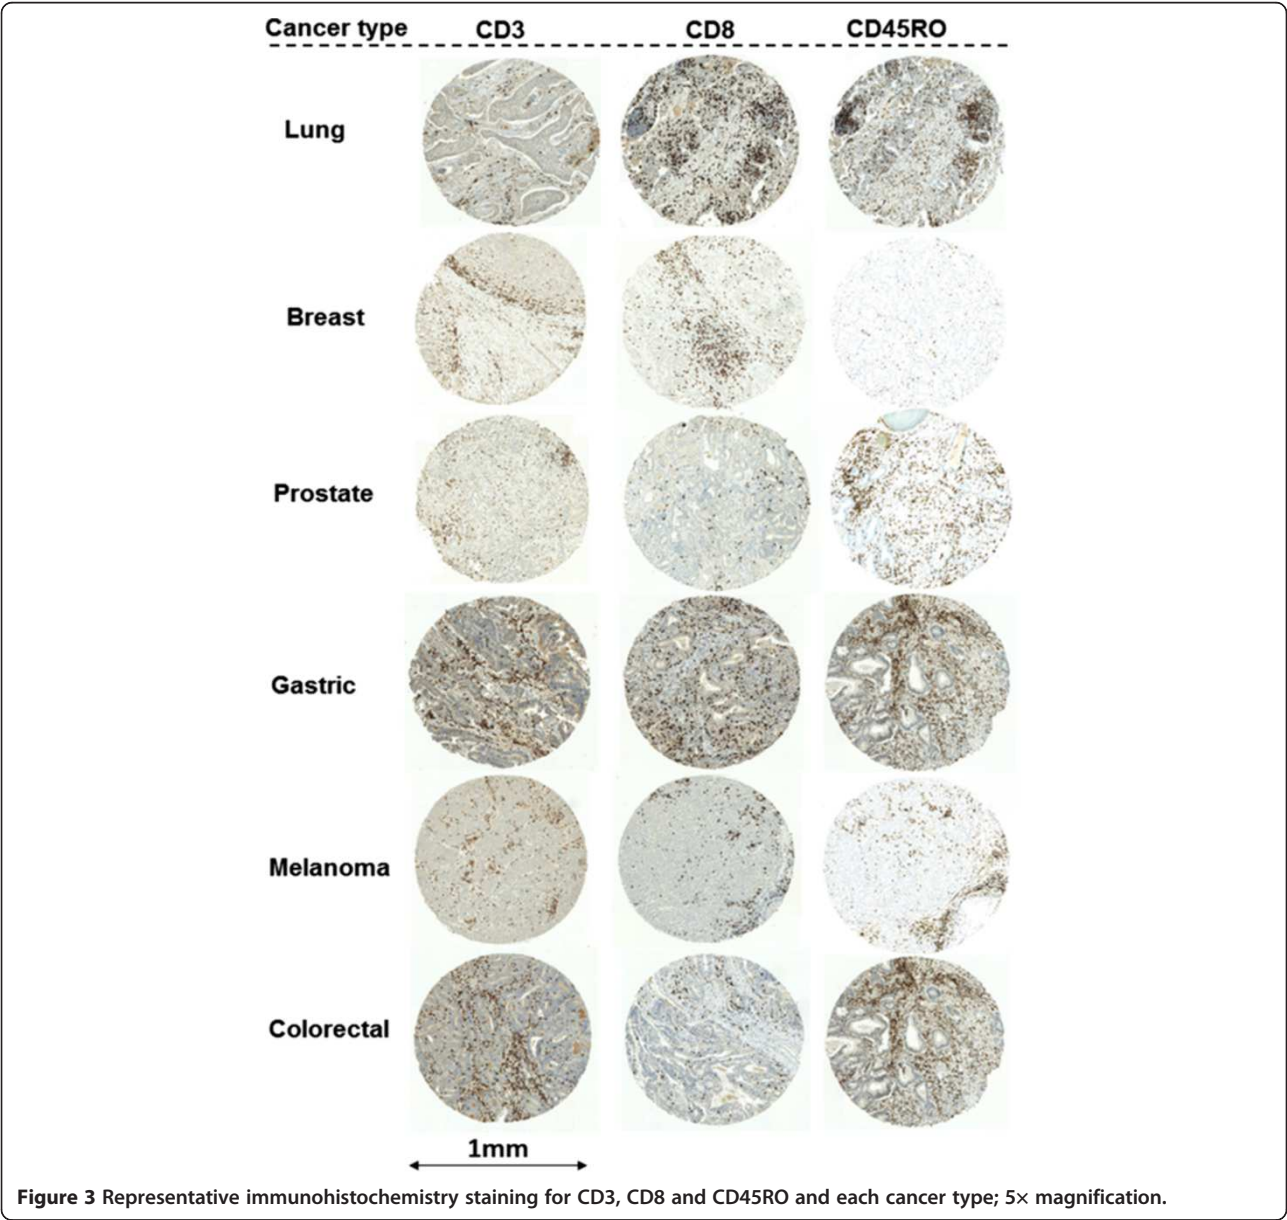 Cancer type CD3 CD8 CD45RO
Lung
Breast
Prostate
Gastric
Melanoma
Colorectal
1mm
Figure 3 Representative immunohistochemistry staining for CD3, CD8 and CD45RO and each cancer type; 5× magnification.